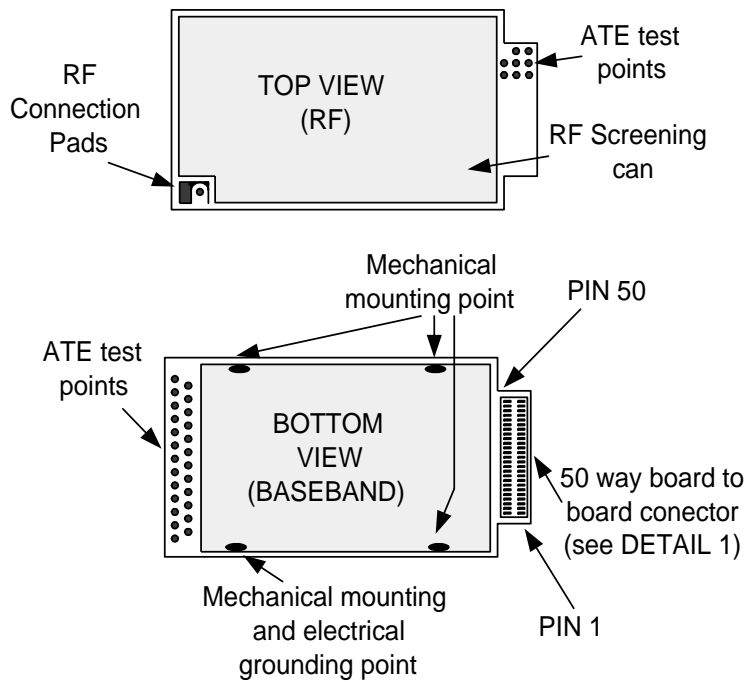 ATE test
points
RF
Connection
Pads
TOP VIEW
(RF)
RF Screening
can
Mechanical
mounting point
PIN 50
ATE test
points
BOTTOM
VIEW
(BASEBAND)
50 way board to
board conector
(see DETAIL 1)
Mechanical mounting
and electrical
grounding point
PIN 1